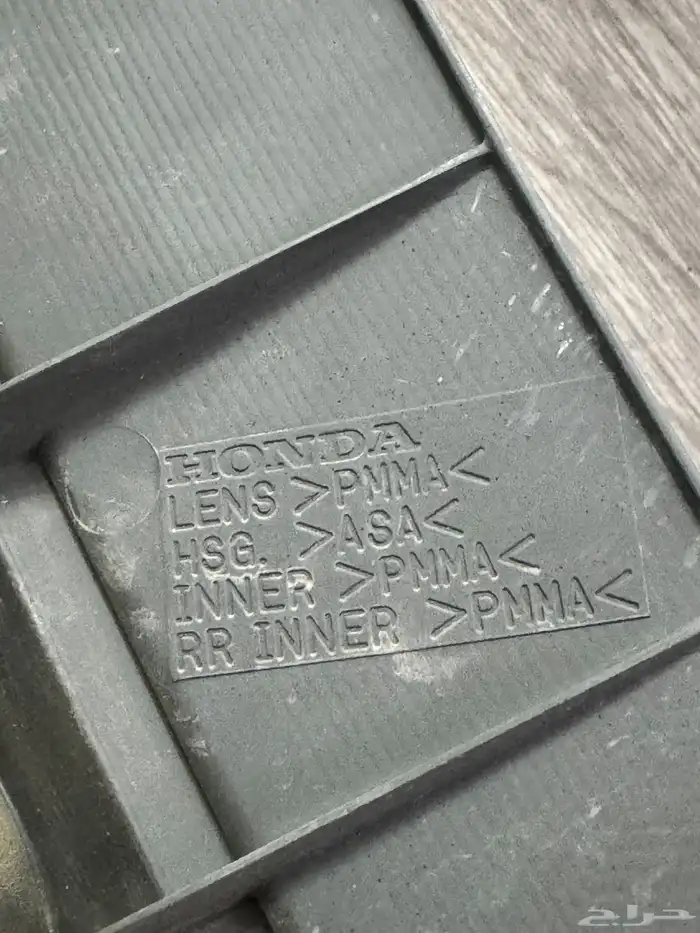 HONDA
LENS >PMMA<
HSG. >ASA<
INNER >PMMA<
RR INNER >PMMA<
حراج